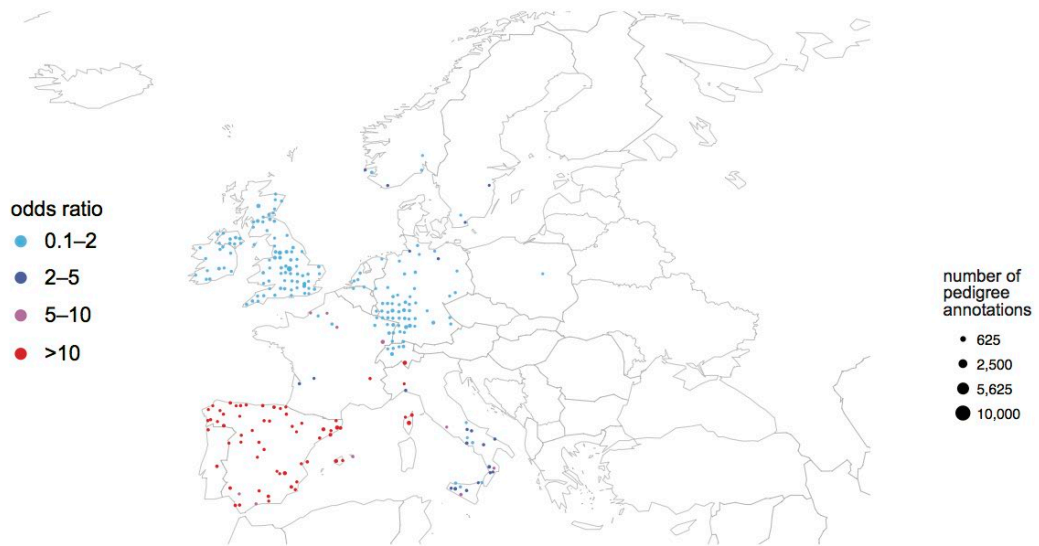 odds ratio
0.1–2
2–5
5–10
>10
number of
pedigree
annotations
625
2,500
5,625
10,000